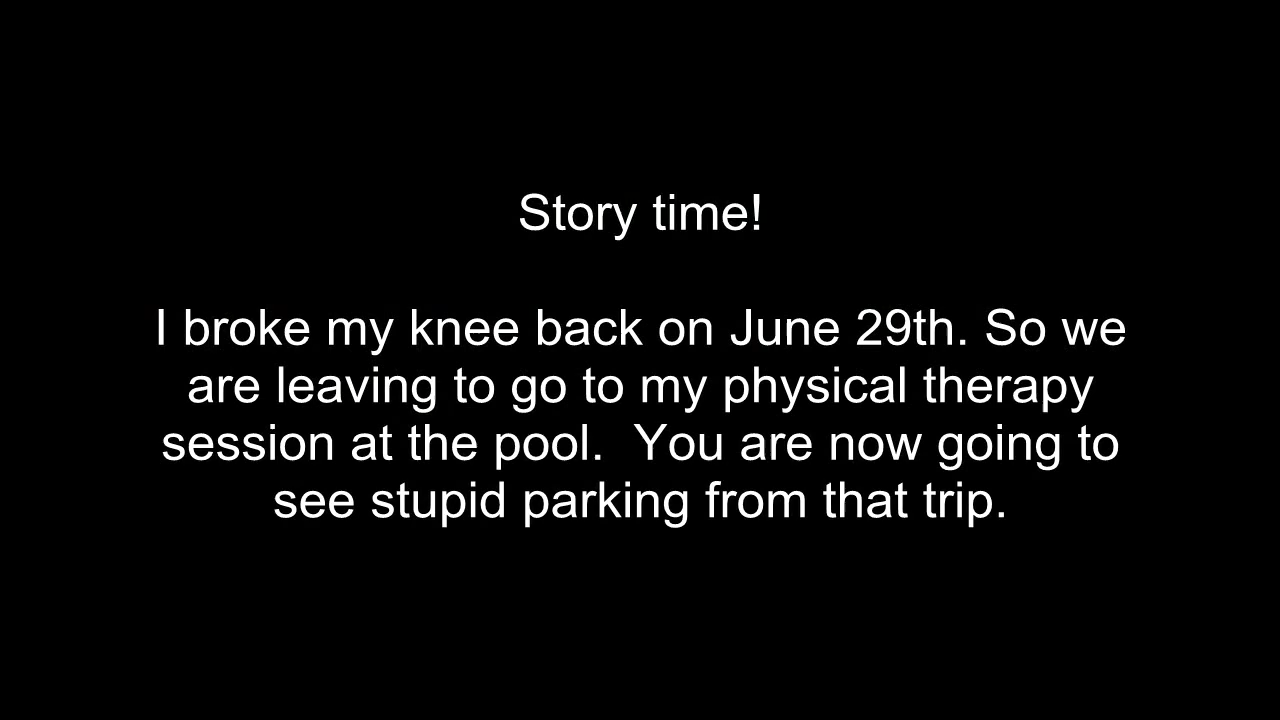 Story time!
I broke my knee back on June 29th. So we
are leaving to go to my physical therapy
session at the pool.  You are now going to
see stupid parking from that trip.